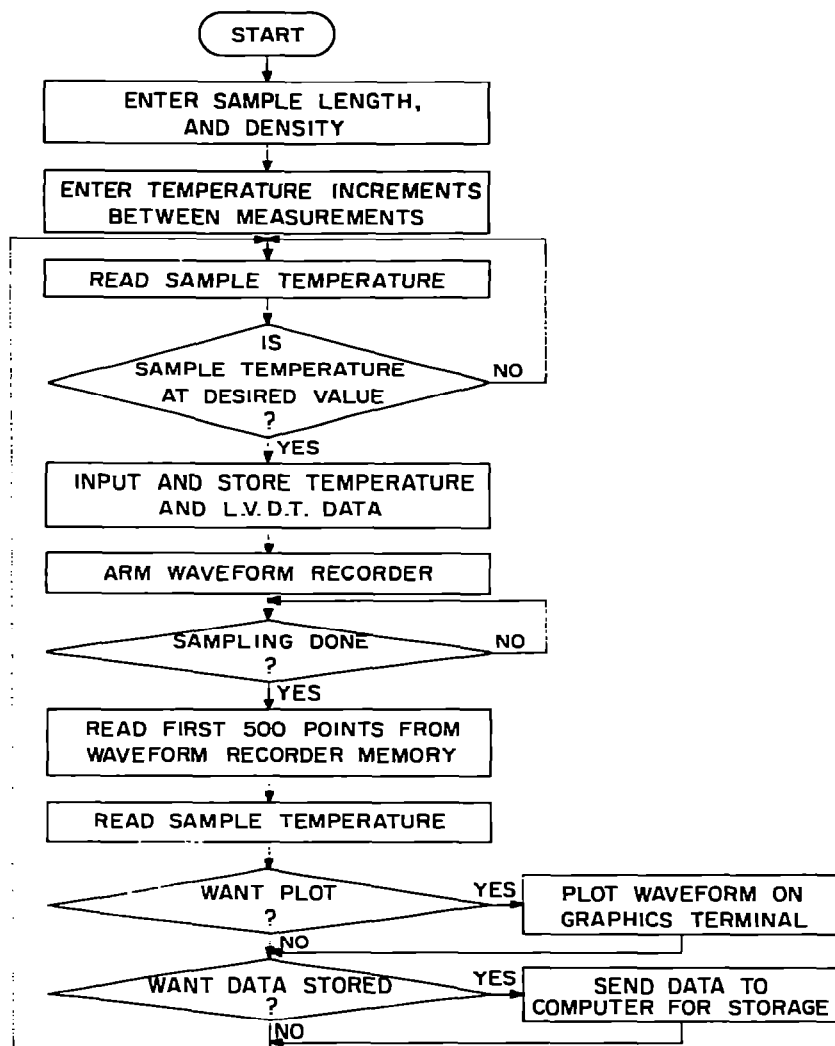 START
ENTER SAMPLE LENGTH,
AND DENSITY
ENTER TEMPERATURE INCREMENTS
BETWEEN MEASUREMENTS
READ SAMPLE TEMPERATURE
IS
SAMPLE TEMPERATURE
AT DESIRED VALUE
?
NO
YES
INPUT AND STORE TEMPERATURE
AND L.V.D.T. DATA
ARM WAVEFORM RECORDER
SAMPLING DONE
?
NO
YES
READ FIRST 500 POINTS FROM
WAVEFORM RECORDER MEMORY
READ SAMPLE TEMPERATURE
WANT PLOT
?
YES
PLOT WAVEFORM ON
GRAPHICS TERMINAL
NO
WANT DATA STORED
?
YES
SEND DATA TO
COMPUTER FOR STORAGE
NO